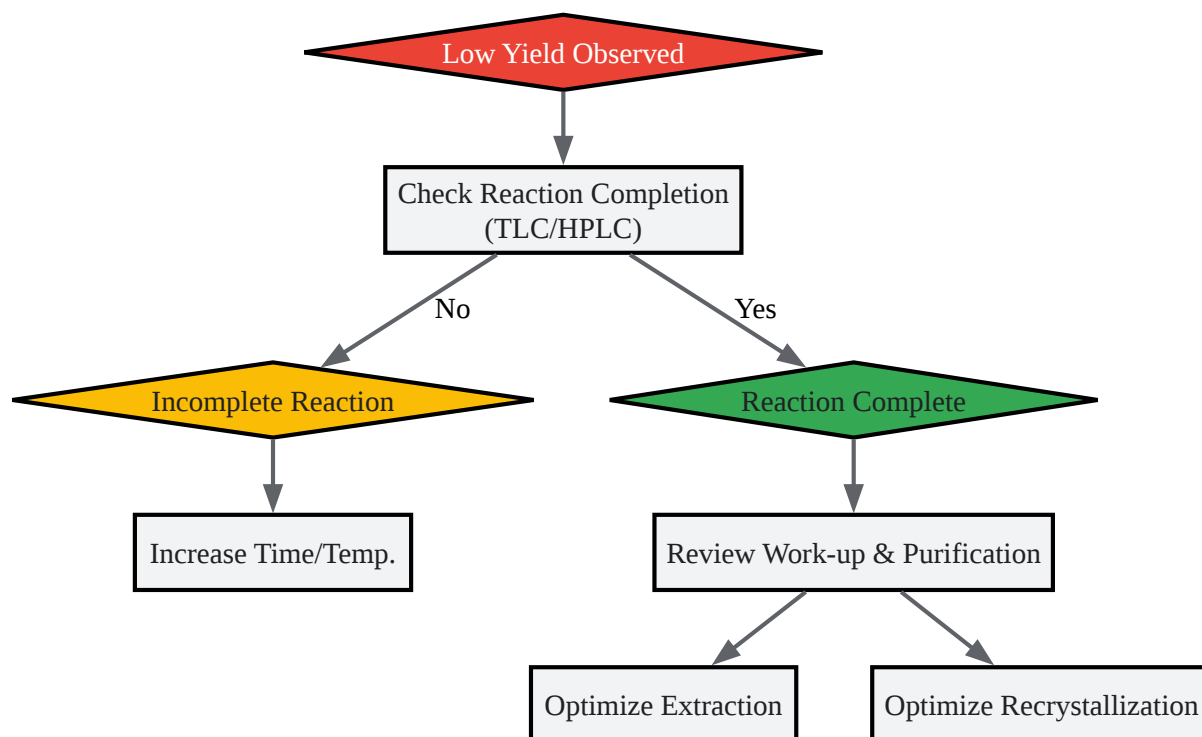 Low Yield Observed
Check Reaction Completion
(TLC/HPLC)
No
Yes
Incomplete Reaction
Reaction Complete
Increase Time/Temp.
Review Work-up & Purification
Optimize Extraction
Optimize Recrystallization